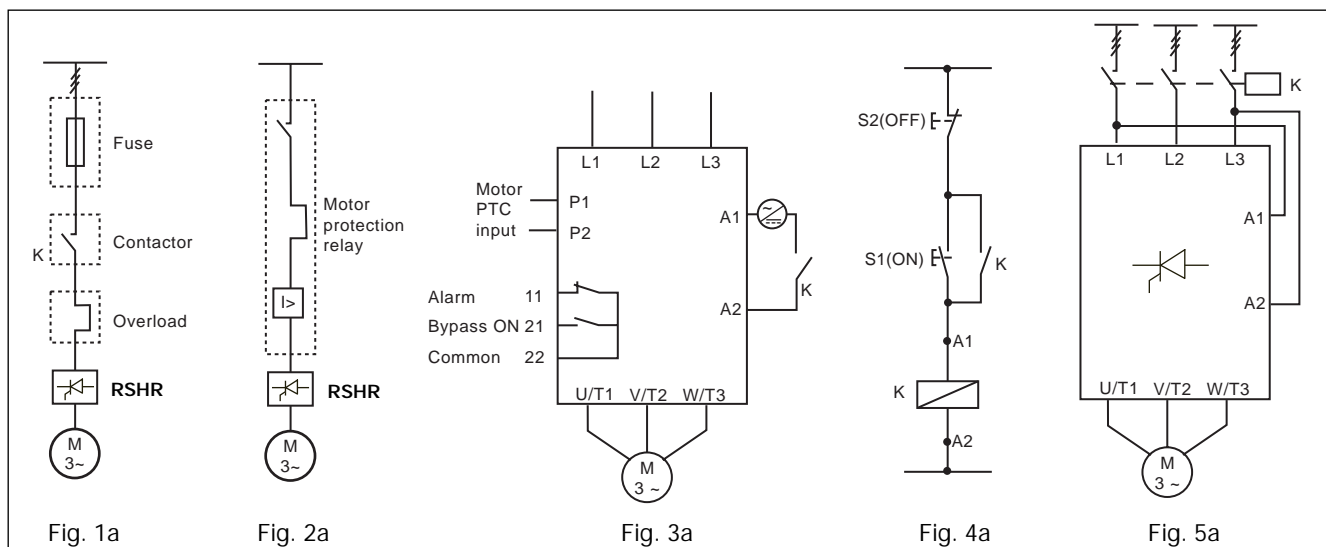 Fuse
K
Contactor
Overload
RSHR
M
3~
Fig. 1a
Motor
protection
relay
I>
RSHR
M
3~
Fig. 2a
L1 L2 L3
Motor
PTC
input
P1
P2
A1
K
A2
Alarm 11
Bypass ON 21
Common 22
U/T1 V/T2 W/T3
M
3 ~
Fig. 3a
S2(OFF)
S1(ON)
K
A1
K
A2
Fig. 4a
K
L1 L2 L3
A1
A2
U/T1 V/T2 W/T3
M
3 ~
Fig. 5a